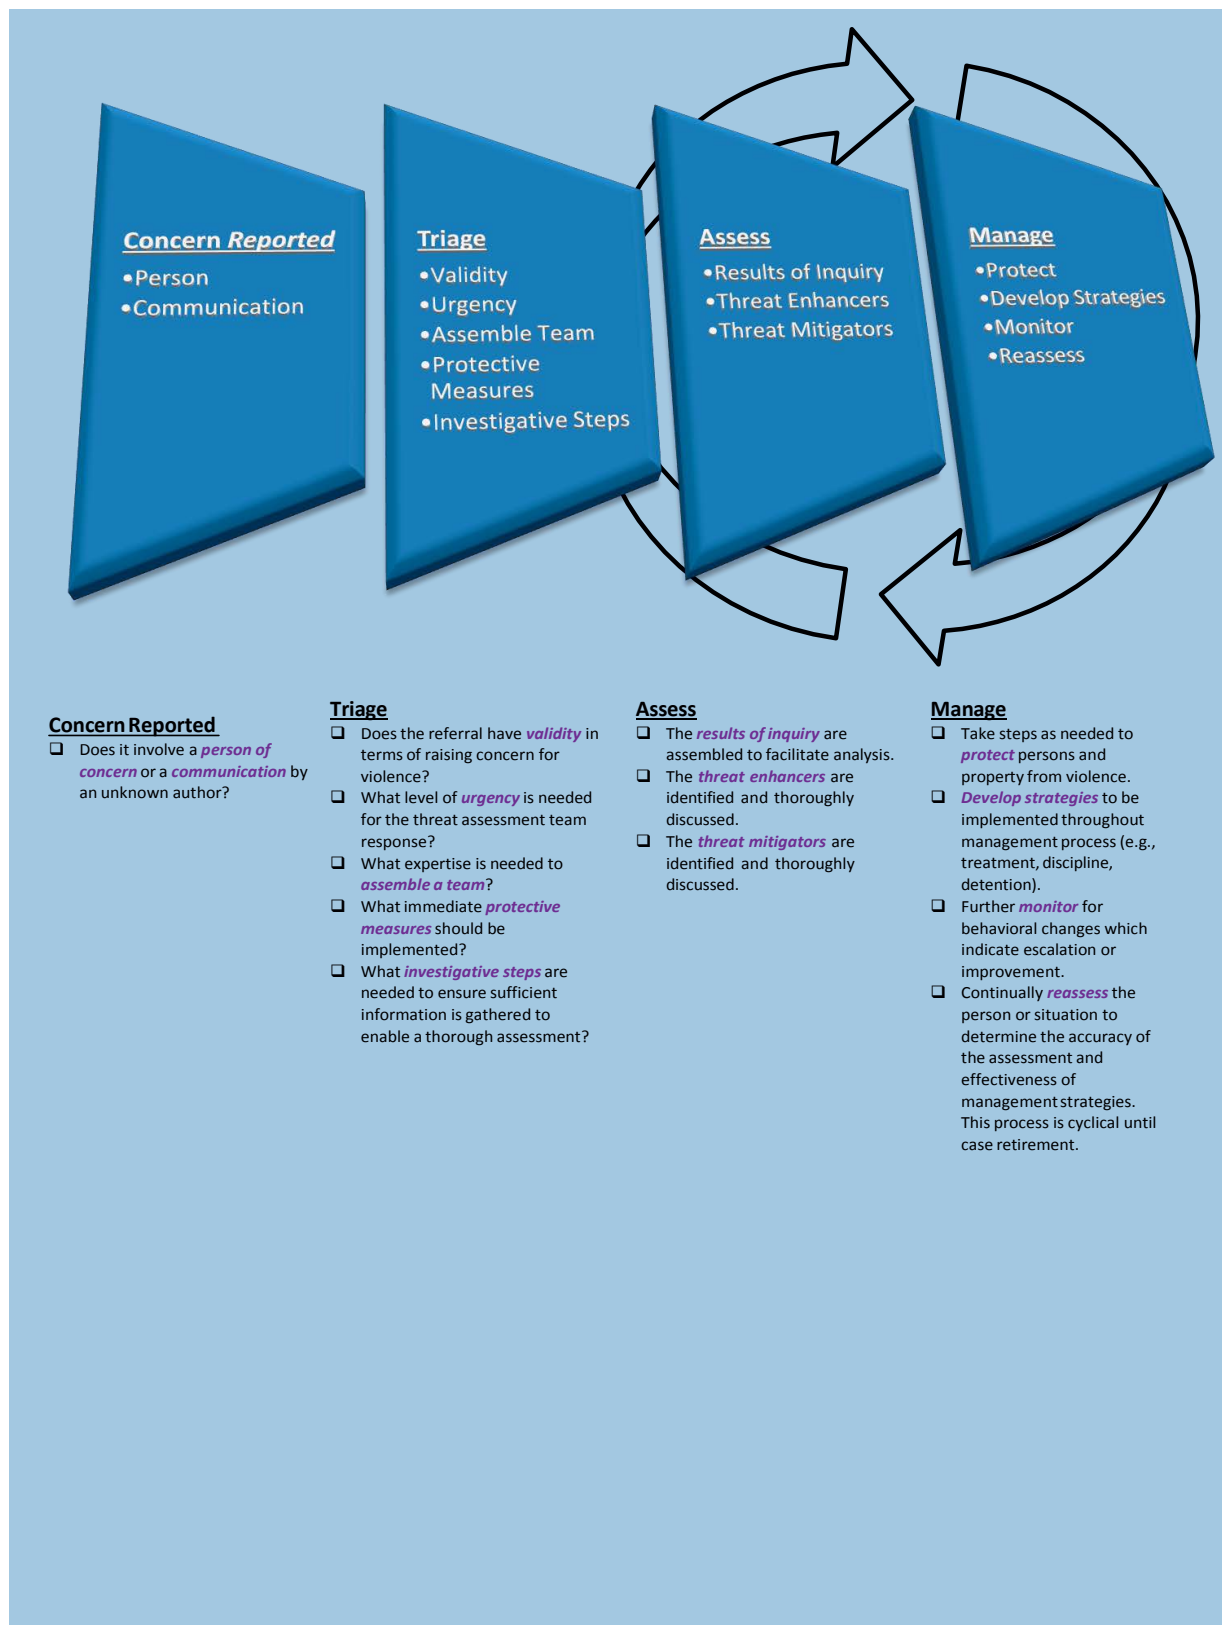 Concern Reported
•Person
•Communication
Triage
•Validity
•Urgency
•Assemble Team
•Protective
Measures
•Investigative Steps
Assess
•Results of Inquiry
•Threat Enhancers
•Threat Mitigators
Manage
•Protect
•Develop Strategies
•Monitor
•Reassess
Concern Reported
❑ Does it involve a person of
concern or a communication by
an unknown author?
Triage
❑ Does the referral have validity in
terms of raising concern for
violence?
❑ What level of urgency is needed
for the threat assessment team
response?
❑ What expertise is needed to
assemble a team?
❑ What immediate protective
measures should be
implemented?
❑ What investigative steps are
needed to ensure sufficient
information is gathered to
enable a thorough assessment?
Assess
❑ The results of inquiry are
assembled to facilitate analysis.
❑ The threat enhancers are
identified and thoroughly
discussed.
❑ The threat mitigators are
identified and thoroughly
discussed.
Manage
❑ Take steps as needed to
protect persons and
property from violence.
❑ Develop strategies to be
implemented throughout
management process (e.g.,
treatment, discipline,
detention).
❑ Further monitor for
behavioral changes which
indicate escalation or
improvement.
❑ Continually reassess the
person or situation to
determine the accuracy of
the assessment and
effectiveness of
management strategies.
This process is cyclical until
case retirement.